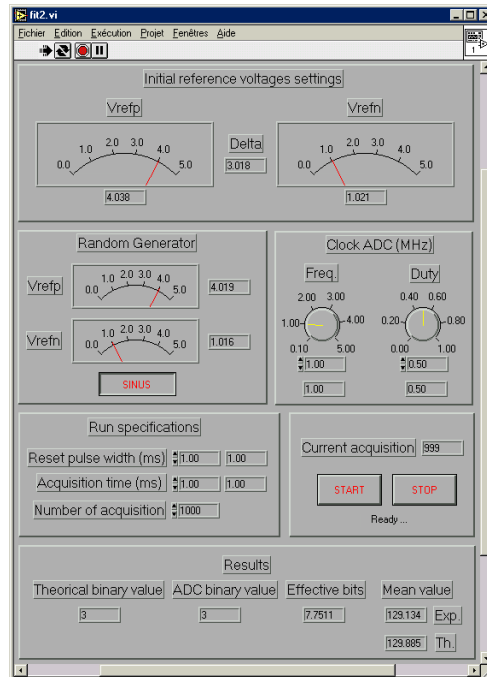 fit2.vi
Fichier Edition Exécution Projet Fenêtres Aide
1
Initial reference voltages settings
Vrefp Vrefn
0.0 1.0 2.0 3.0 4.0 5.0 Delta 0.0 1.0 2.0 3.0 4.0 5.0
3.018
4.038 1.021
Random Generator Clock ADC (MHz)
Freq. Duty
Vrefp 0.0 1.0 2.0 3.0 4.0 5.0 4.019
Vrefn 0.0 1.0 2.0 3.0 4.0 5.0 1.016
0.10 1.00 2.00 3.00 4.00 5.00 0.00 0.20 0.40 0.60 0.80 1.00
1.00 0.50
SINUS
1.00 0.50
Run specifications
Reset pulse width (ms) 1.00 1.00
Acquisition time (ms) 1.00 1.00
Number of acquisition 1000
Current acquisition 999
START STOP
Ready ...
Results
Theorical binary value ADC binary value Effective bits Mean value
3 3 7.7511 129.134 Exp.
129.885 Th.